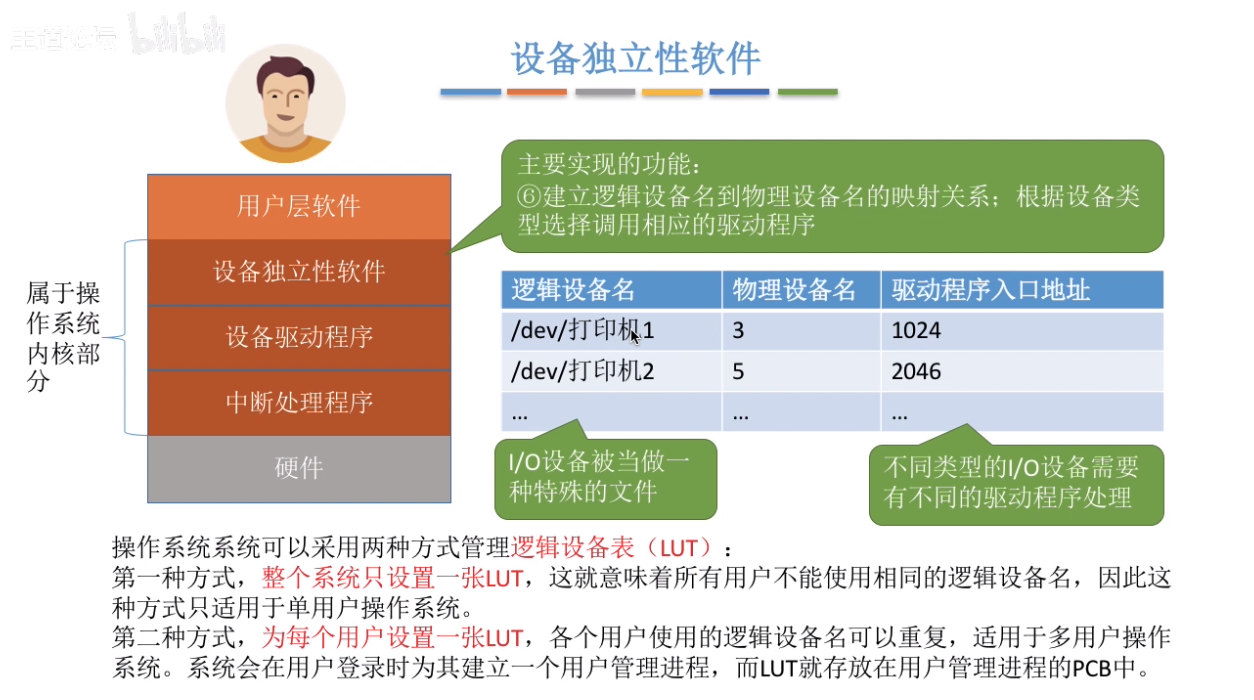 王道论坛 bilibili
设备独立性软件
主要实现的功能：
⑥建立逻辑设备名到物理设备名的映射关系；根据设备类
型选择调用相应的驱动程序
用户层软件
设备独立性软件
设备驱动程序
中断处理程序
硬件
属于操
作系统
内核部
分
逻辑设备名 物理设备名 驱动程序入口地址
/dev/打印机1 3 1024
/dev/打印机2 5 2046
... ... ...
I/O设备被当做一
种特殊的文件
不同类型的I/O设备需要
有不同的驱动程序处理
操作系统系统可以采用两种方式管理逻辑设备表（LUT）：
第一种方式，整个系统只设置一张LUT，这就意味着所有用户不能使用相同的逻辑设备名，因此这
种方式只适用于单用户操作系统。
第二种方式，为每个用户设置一张LUT，各个用户使用的逻辑设备名可以重复，适用于多用户操作
系统。系统会在用户登录时为其建立一个用户管理进程，而LUT就存放在用户管理进程的PCB中。